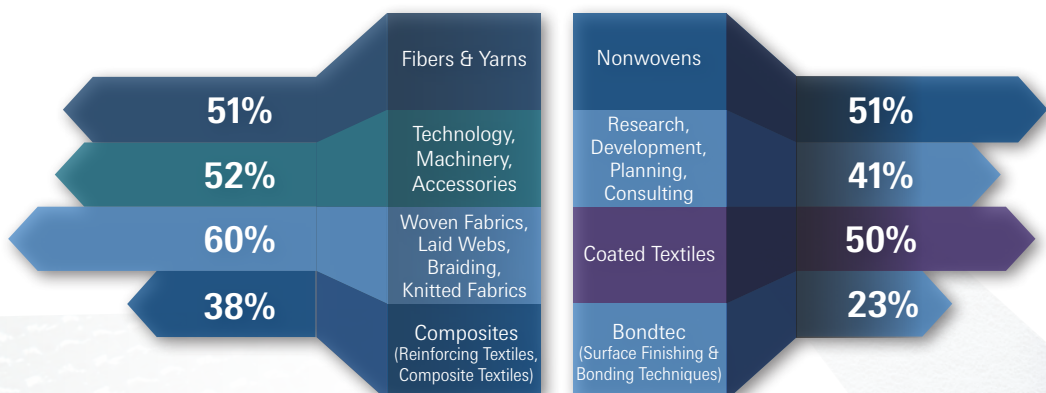 Fibers & Yarns
51%
Technology,
Machinery,
Accessories
52%
Woven Fabrics,
Laid Webs,
Braiding,
Knitted Fabrics
60%
Composites
(Reinforcing Textiles,
Composite Textiles)
38%
Nonwovens
51%
Research,
Development,
Planning,
Consulting
41%
Coated Textiles
50%
Bondtec
(Surface Finishing &
Bonding Techniques)
23%